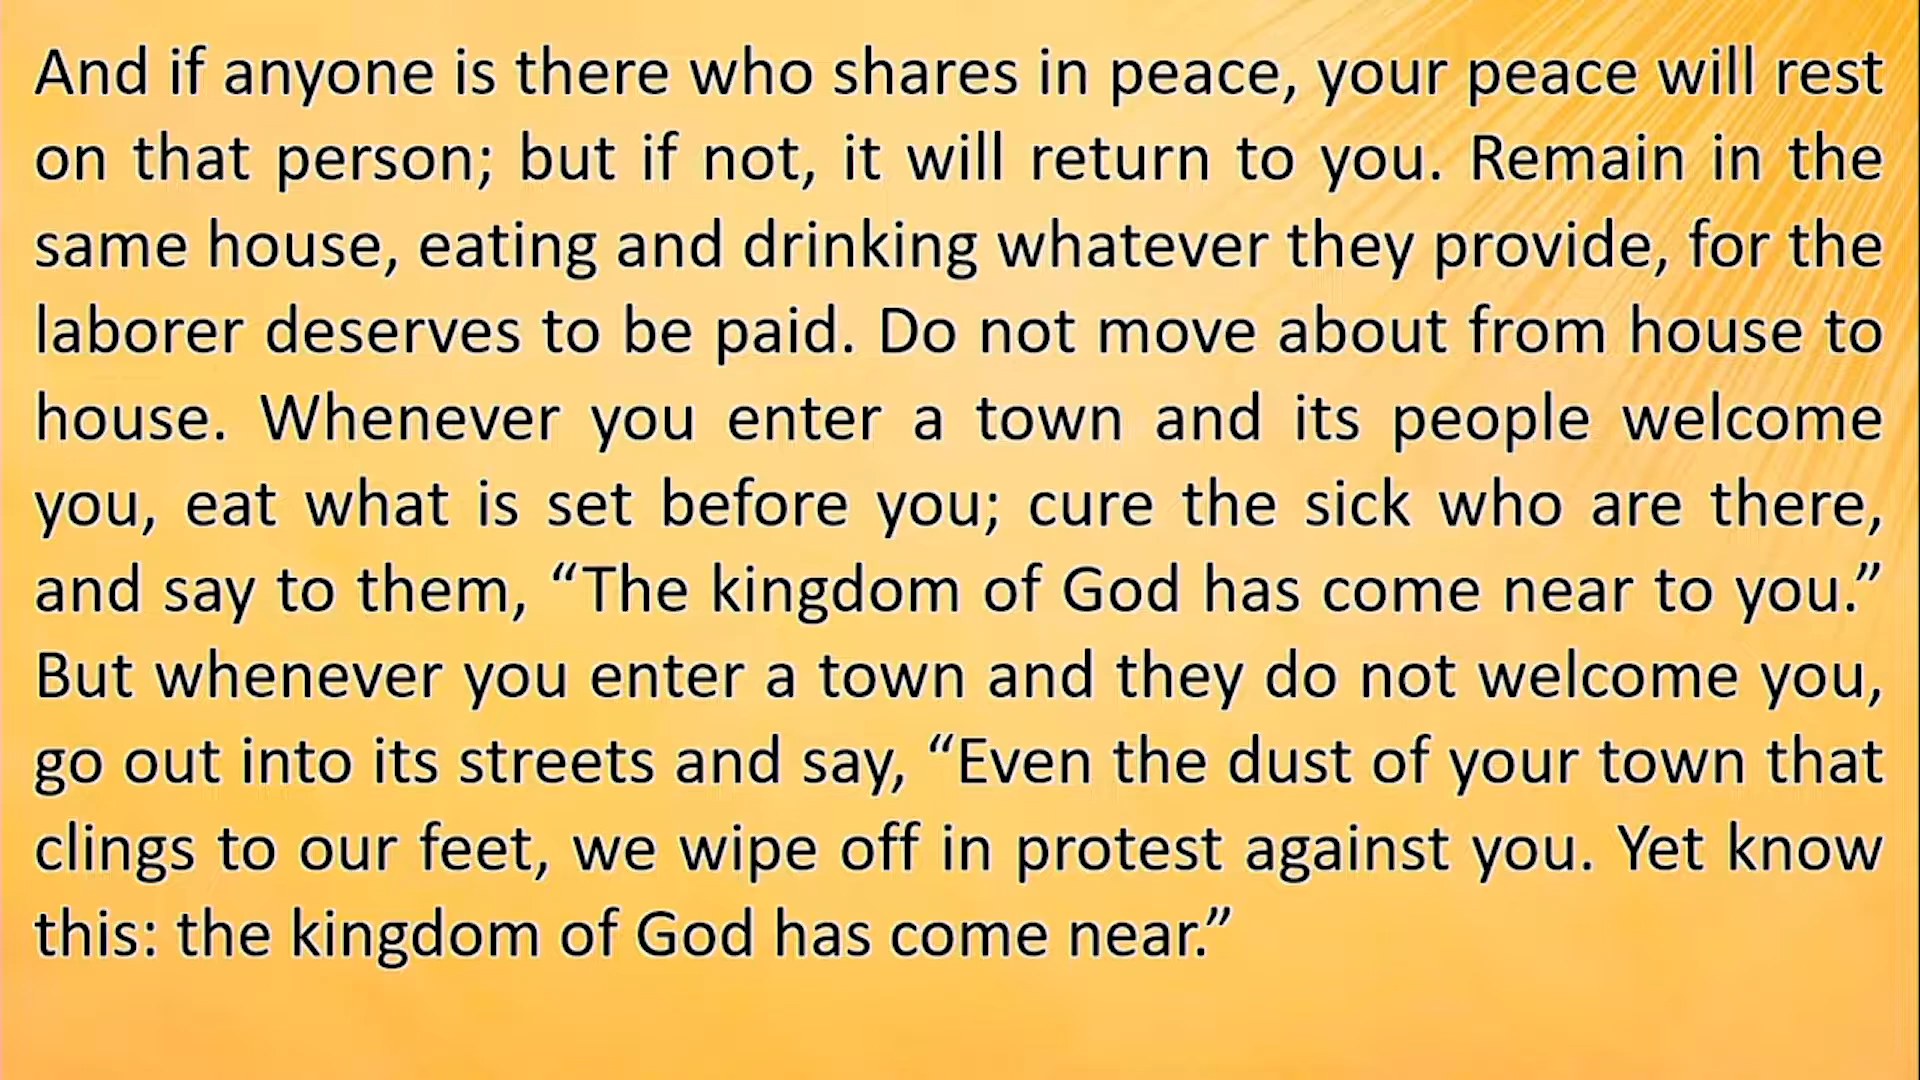 And if anyone is there who shares in peace, your peace will rest
on that person; but if not, it will return to you. Remain in the
same house, eating and drinking whatever they provide, for the
laborer deserves to be paid. Do not move about from house to
house. Whenever you enter a town and its people welcome
you, eat what is set before you; cure the sick who are there,
and say to them, “The kingdom of God has come near to you.”
But whenever you enter a town and they do not welcome you,
go out into its streets and say, “Even the dust of your town that
clings to our feet, we wipe off in protest against you. Yet know
this: the kingdom of God has come near.”